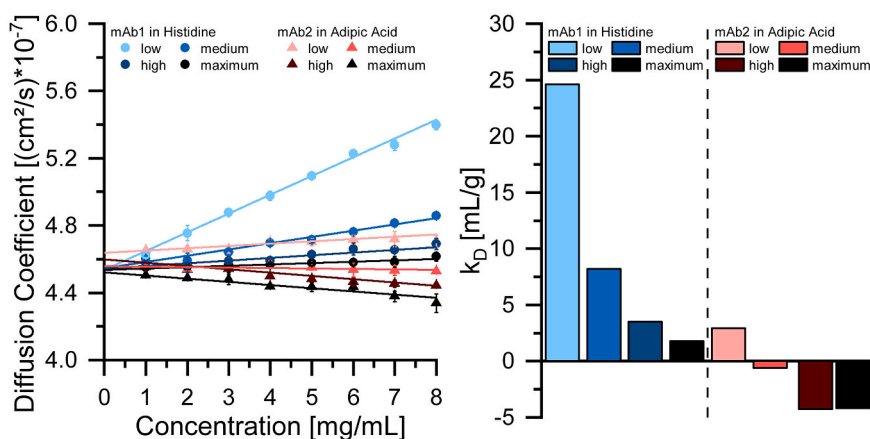 mAb1 in Histidine
low
medium
high
maximum
mAb2 in Adipic Acid
low
medium
high
maximum
Diffusion Coefficient [(cm²/s)*10⁻⁷]
6.0
5.6
5.2
4.8
4.4
4.0
0 1 2 3 4 5 6 7 8
Concentration [mg/mL]
mAb1 in Histidine
low
medium
high
maximum
mAb2 in Adipic Acid
low
medium
high
maximum
k_D [mL/g]
30
25
20
15
10
5
0
-5